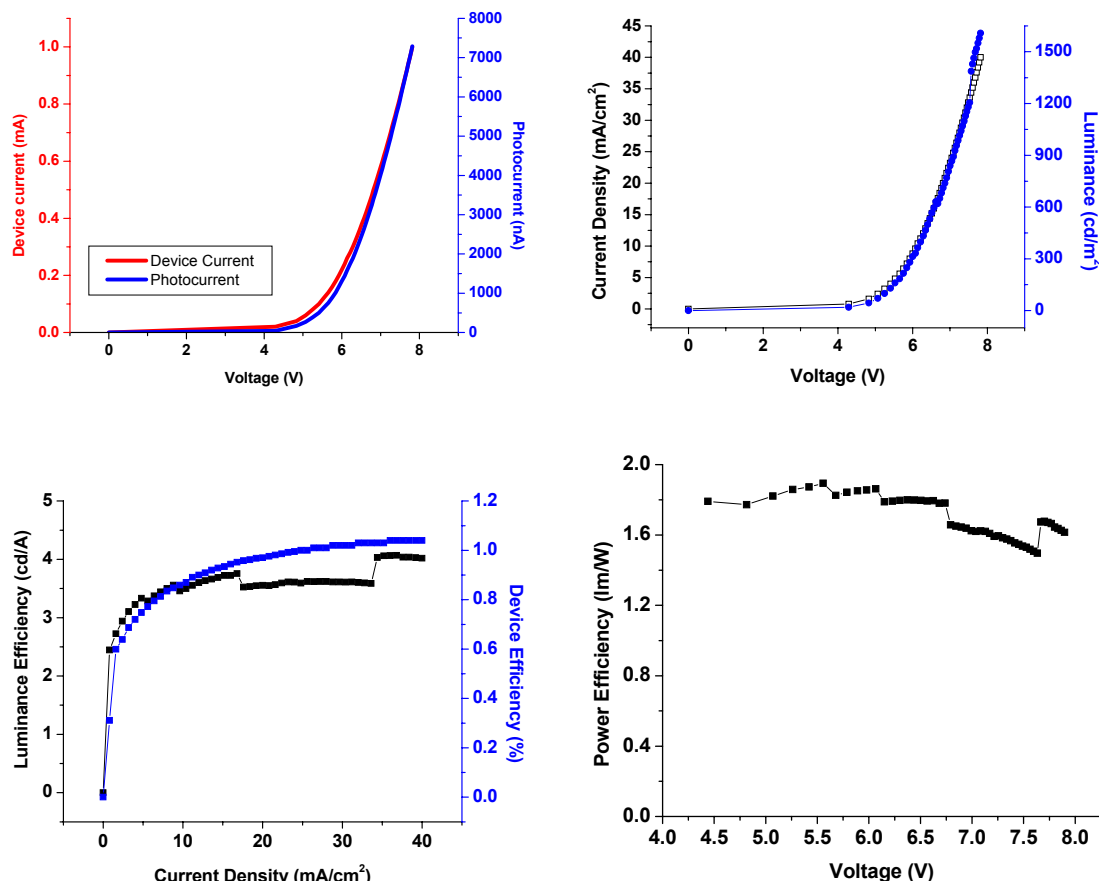 1.0
0.8
0.6
0.4
0.2
0.0
Device current (mA)
8000
7000
6000
5000
4000
3000
2000
1000
0
Photocurrent (nA)
Device Current
Photocurrent
0 2 4 6 8
Voltage (V)
45
40
35
30
25
20
15
10
5
0
Current Density (mA/cm²)
1500
1200
900
600
300
0
Luminance (cd/m²)
0 2 4 6 8
Voltage (V)
5
4
3
2
1
0
Luminance Efficiency (cd/A)
1.2
1.0
0.8
0.6
0.4
0.2
0.0
Device Efficiency (%)
0 10 20 30 40
Current Density (mA/cm²)
2.0
1.6
1.2
0.8
0.4
0.0
Power Efficiency (lm/W)
4.0 4.5 5.0 5.5 6.0 6.5 7.0 7.5 8.0
Voltage (V)